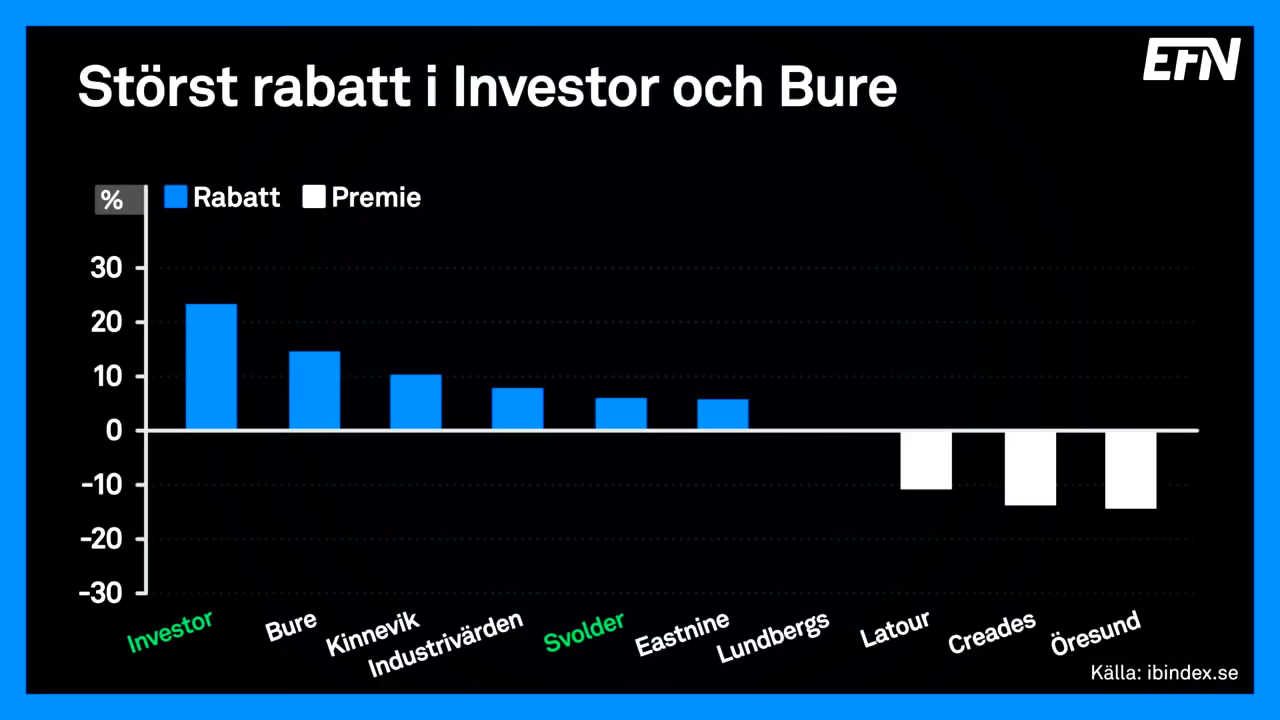 EFN
Störst rabatt i Investor och Bure
% Rabatt Premie
30
20
10
0
-10
-20
-30
Investor Bure Kinnevik Industrivärden Svolder Eastnine Lundbergs Latour Creades Öresund
Källa: ibindex.se